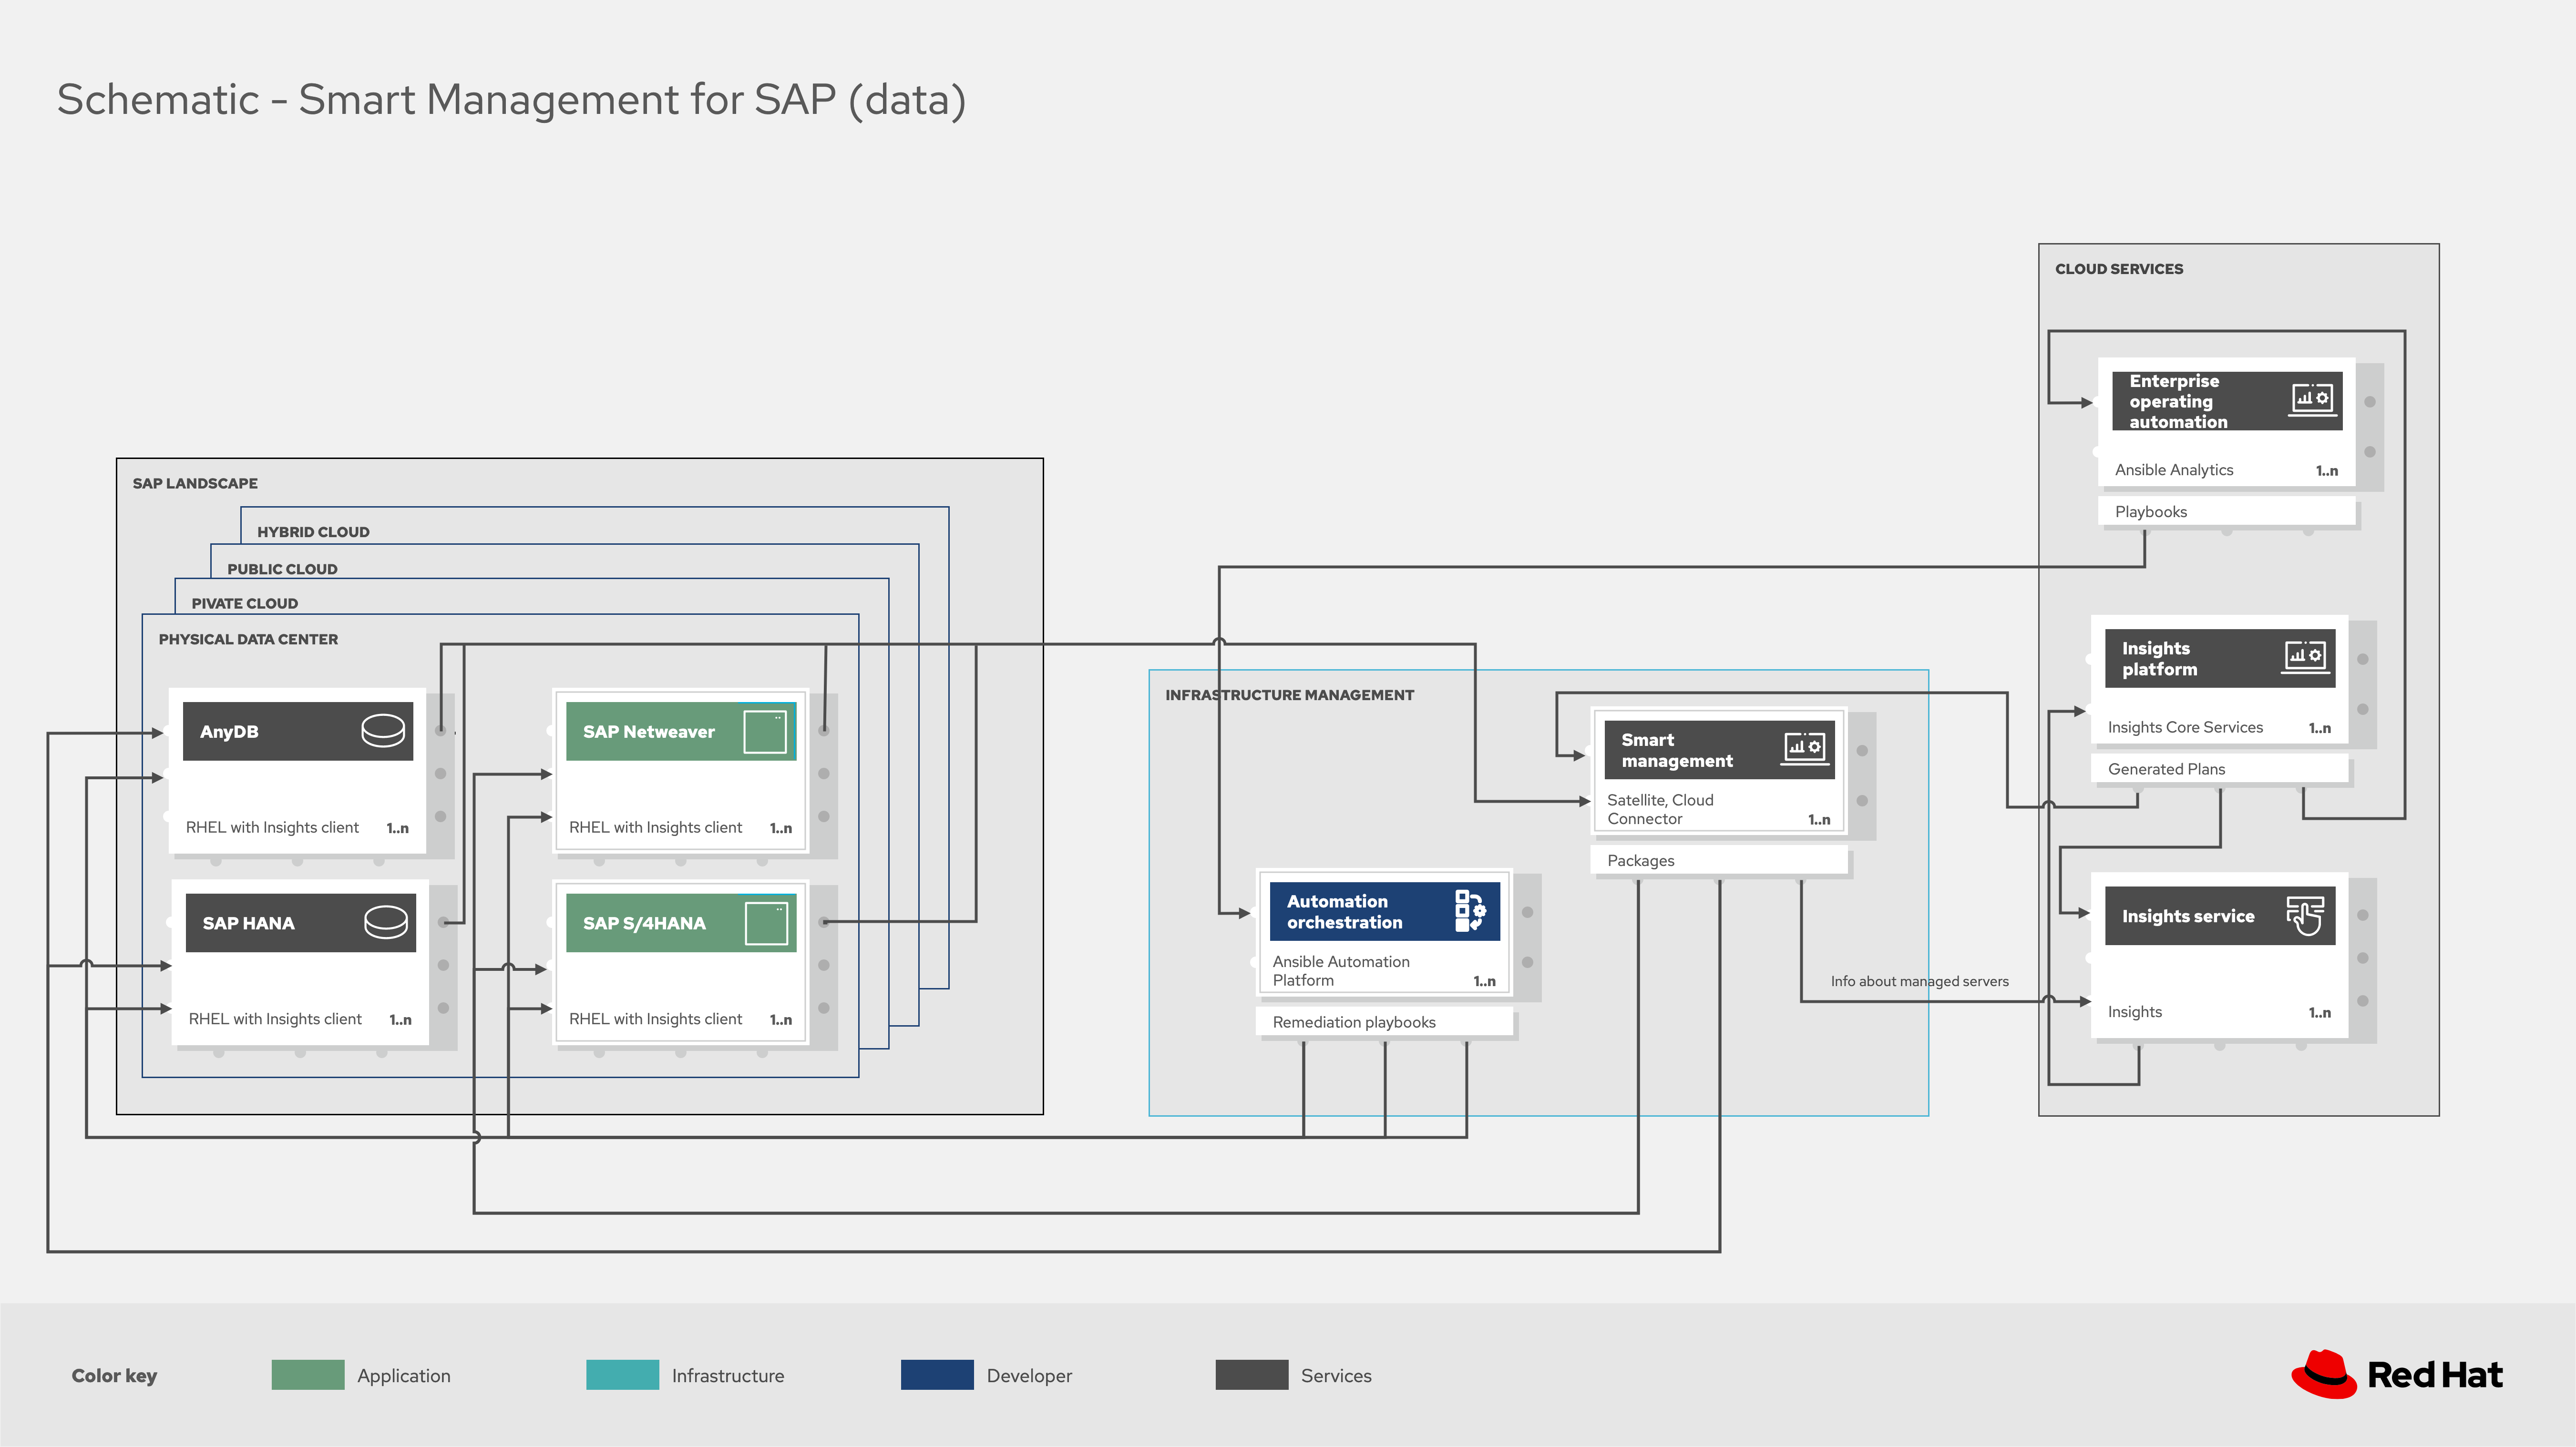 Schematic - Smart Management for SAP (data)
CLOUD SERVICES
Enterprise
operating
automation
Ansible Analytics
1..n
Playbooks
Insights
platform
Insights Core Services
1..n
Generated Plans
Insights service
Insights
1..n
SAP LANDSCAPE
HYBRID CLOUD
PUBLIC CLOUD
PIVATE CLOUD
PHYSICAL DATA CENTER
AnyDB
RHEL with Insights client
1..n
SAP Netweaver
RHEL with Insights client
1..n
SAP HANA
RHEL with Insights client
1..n
SAP S/4HANA
RHEL with Insights client
1..n
INFRASTRUCTURE MANAGEMENT
Smart
management
Satellite, Cloud
Connector
1..n
Packages
Automation
orchestration
Ansible Automation
Platform
1..n
Remediation playbooks
Info about managed servers
Color key
Application
Infrastructure
Developer
Services
Red Hat